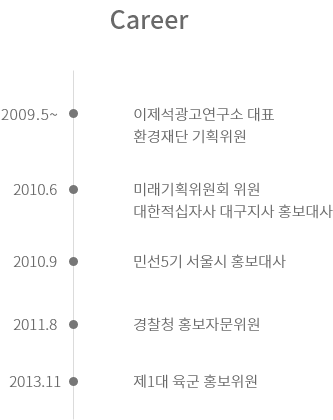 Career
2009.5~ 이제석광고연구소 대표
환경재단 기획위원
2010.6 미래기획위원회 위원
대한적십자사 대구지사 홍보대사
2010.9 민선5기 서울시 홍보대사
2011.8 경찰청 홍보자문위원
2013.11 제1대 육군 홍보위원